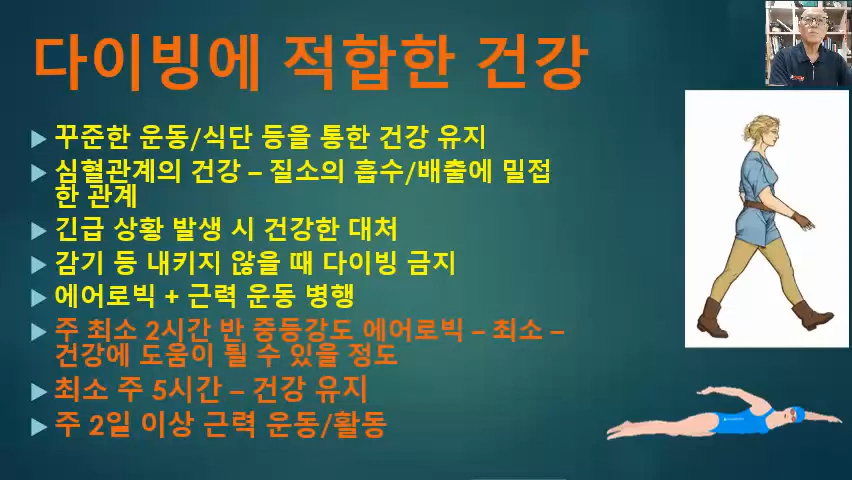 다이빙에 적합한 건강
꾸준한 운동/식단 등을 통한 건강 유지
심혈관계의 건강 – 질소의 흡수/배출에 밀접
한 관계
긴급 상황 발생 시 건강한 대처
감기 등 내키지 않을 때 다이빙 금지
에어로빅 + 근력 운동 병행
주 최소 2시간 반 중등강도 에어로빅 – 최소 –
건강에 도움이 될 수 있을 정도
최소 주 5시간 – 건강 유지
주 2일 이상 근력 운동/활동